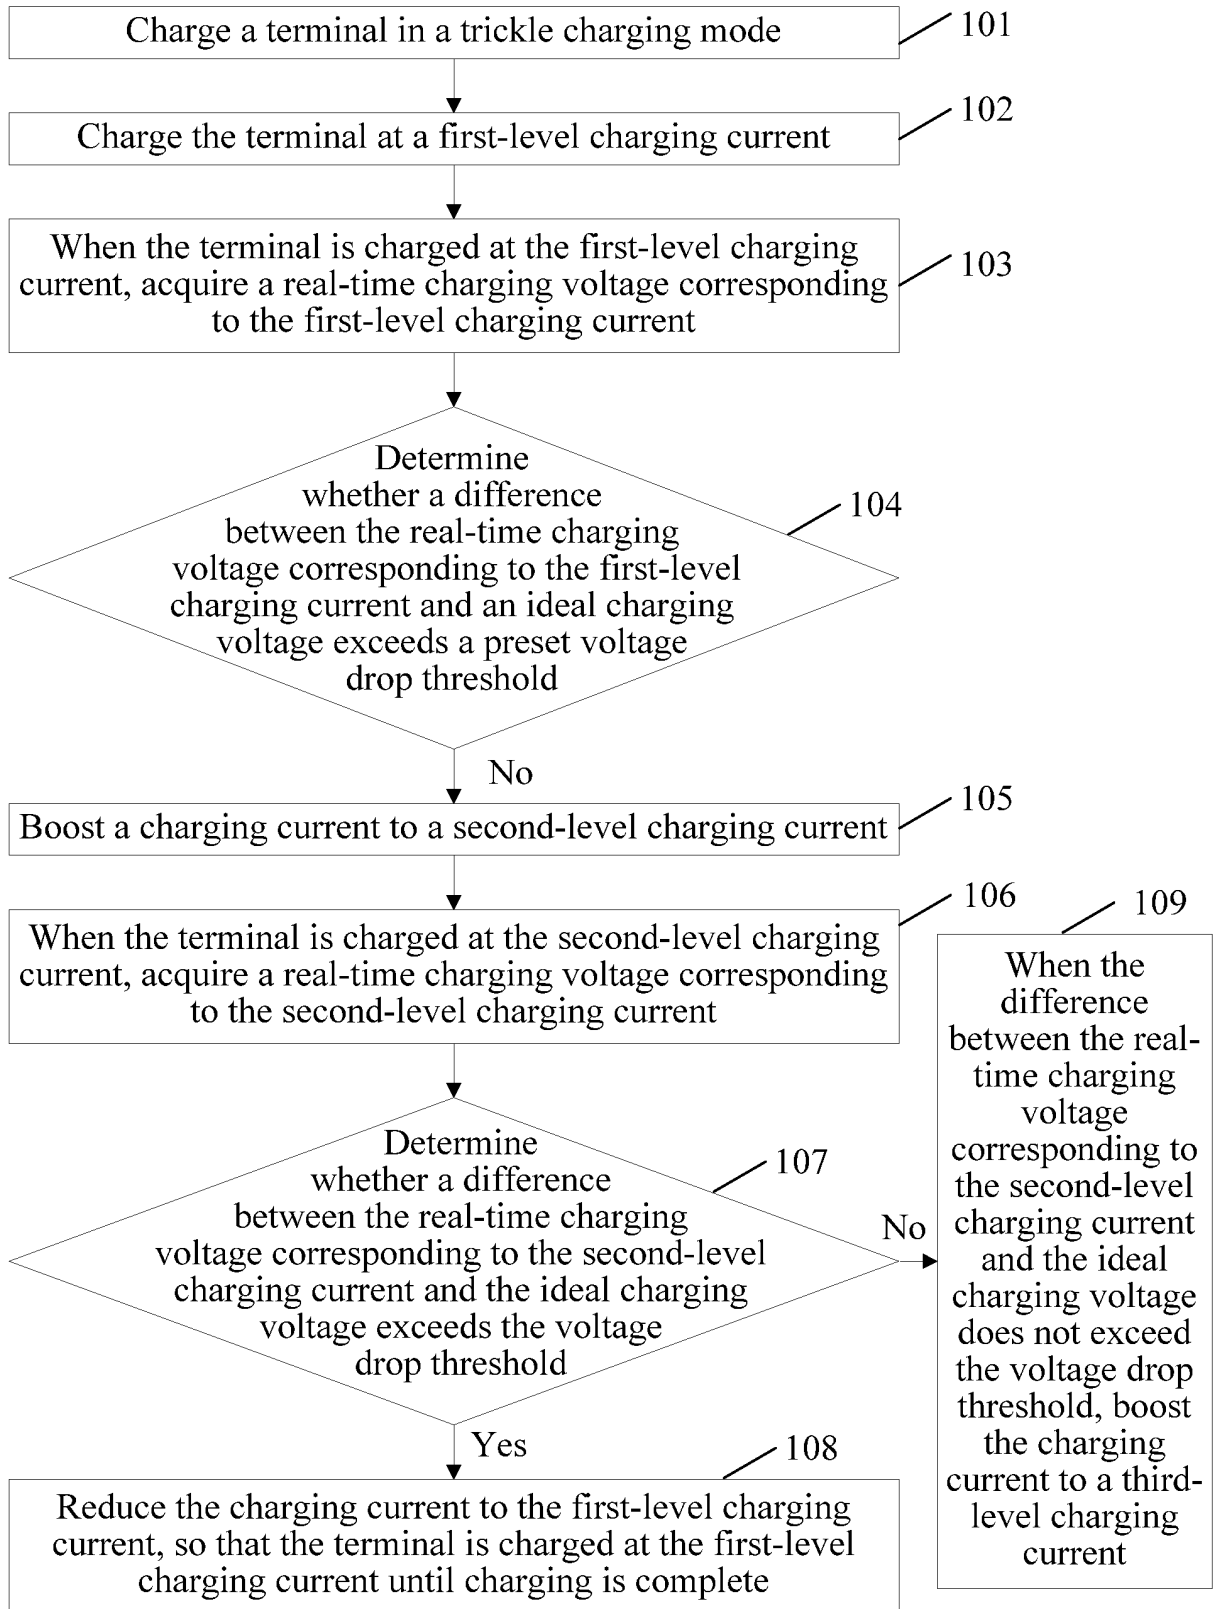 Charge a terminal in a trickle charging mode
101
Charge the terminal at a first-level charging current
102
When the terminal is charged at the first-level charging
current, acquire a real-time charging voltage corresponding
to the first-level charging current
103
Determine
whether a difference
between the real-time charging
voltage corresponding to the first-level
charging current and an ideal charging
voltage exceeds a preset voltage
drop threshold
104
No
Boost a charging current to a second-level charging current
105
When the terminal is charged at the second-level charging
current, acquire a real-time charging voltage corresponding
to the second-level charging current
106
Determine
whether a difference
between the real-time charging
voltage corresponding to the second-level
charging current and the ideal charging
voltage exceeds the voltage
drop threshold
107
No
109
When the
difference
between the real-
time charging
voltage
corresponding to
the second-level
charging current
and the ideal
charging voltage
does not exceed
the voltage drop
threshold, boost
the charging
current to a third-
level charging
current
Yes
108
Reduce the charging current to the first-level charging
current, so that the terminal is charged at the first-level
charging current until charging is complete